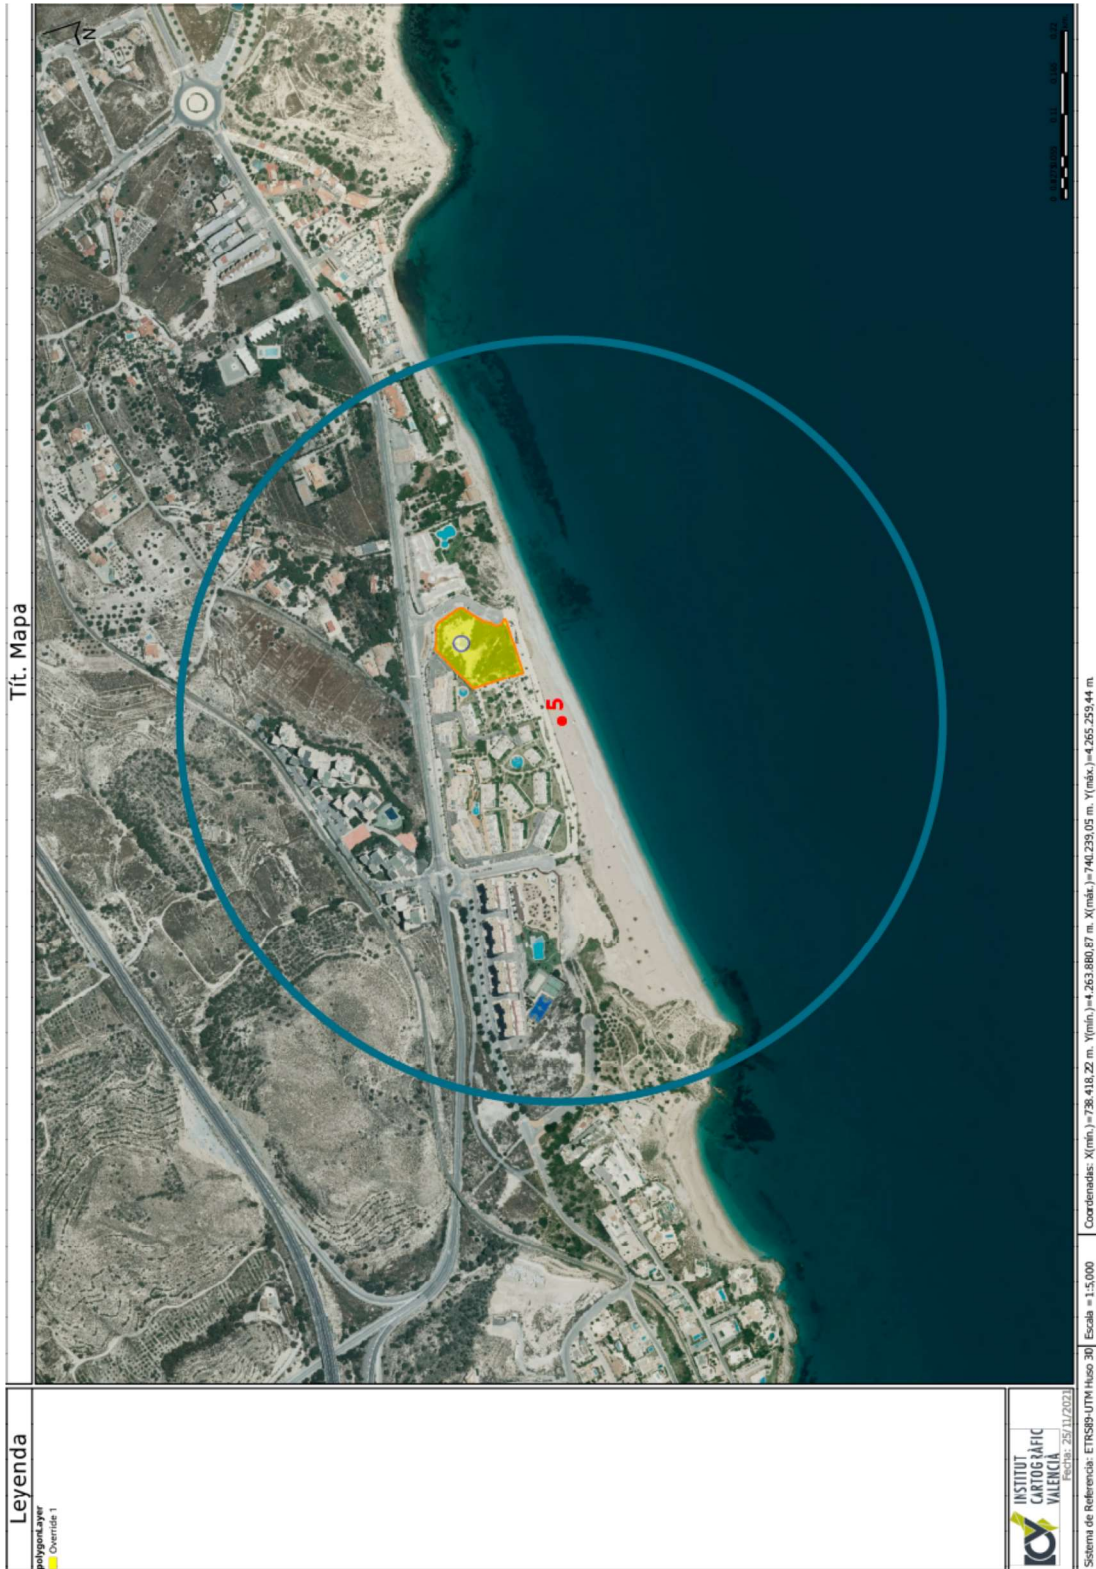 Tít. Mapa
N
5
Leyenda
polygonLayer
Override 1
INSTITUT
CARTOGRÀFIC
VALENCIÀ
Fecha: 25/11/2021
Sistema de Referencia: ETRS89-UTM Huso 30
Escala = 1:5,000
Coordenadas: X(mín.)=738.418,22 m. Y(mín.)=4.263.880,87 m. X(máx.)=740.239,05 m. Y(máx.)=4.265.259,44 m.